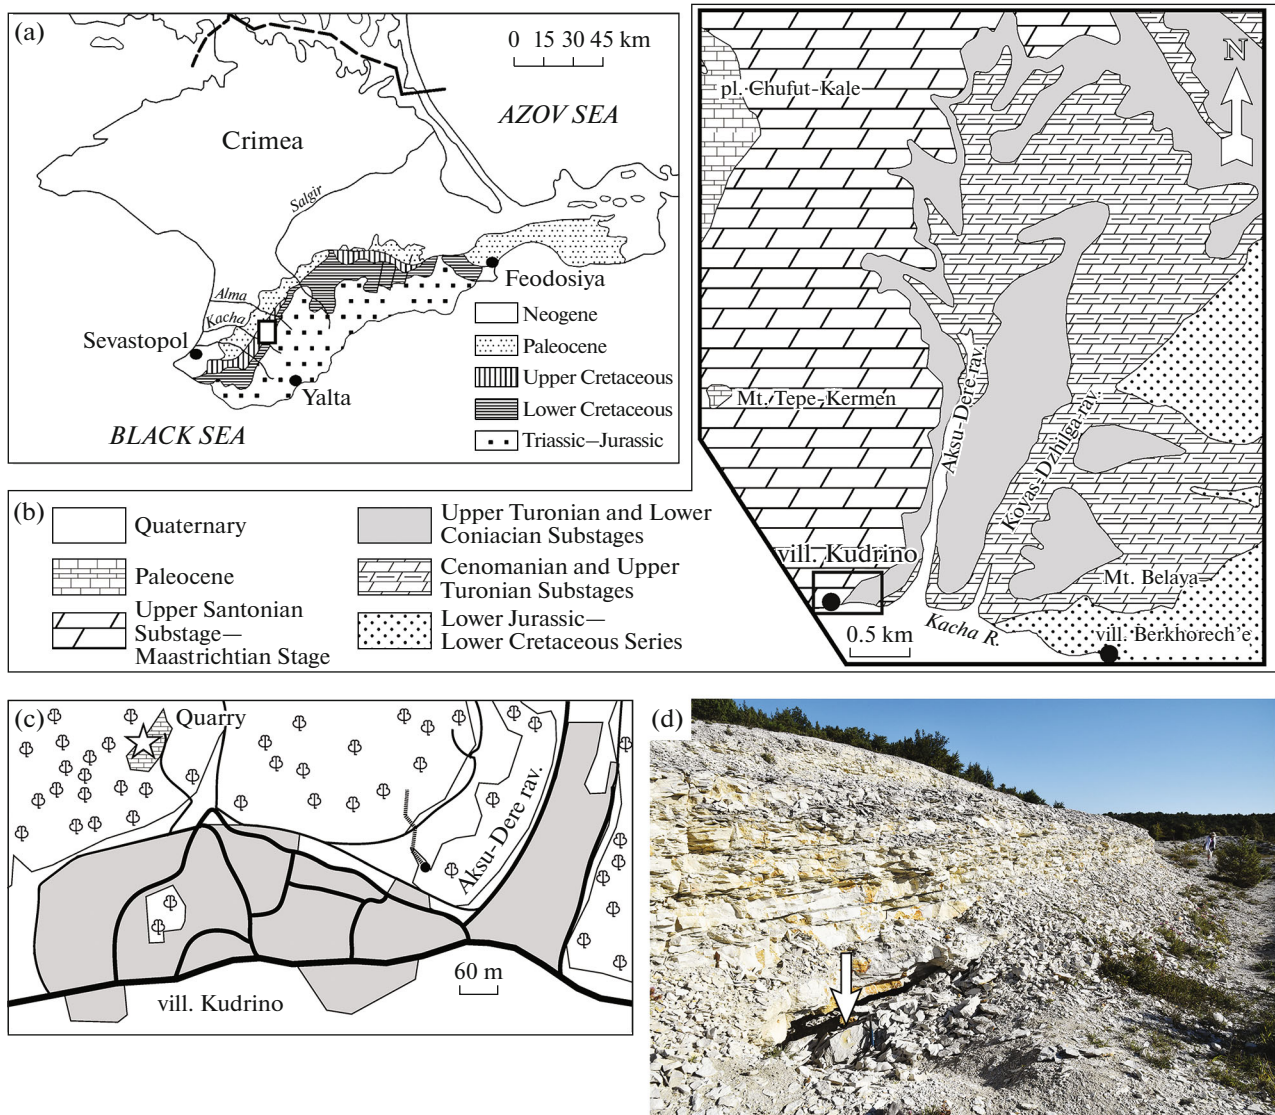 (a)
0 15 30 45 km
AZOV SEA
Crimea
Salgir
Feodosiya
Alma
Kacha
Sevastopol
Yalta
BLACK SEA
Neogene
Paleocene
Upper Cretaceous
Lower Cretaceous
Triassic–Jurassic
N
pl. Chufut-Kale
Mt. Tepe-Kermen
Aksu-Dere rav.
Koyas-Dzhilga-rav.
vill. Kudrino
Mt. Belaya
0.5 km
Kacha R.
vill. Berkhorech’e
(b)
Quaternary
Paleocene
Upper Santonian
Substage—
Maastrichtian Stage
Upper Turonian and Lower
Coniacian Substages
Cenomanian and Upper
Turonian Substages
Lower Jurassic—
Lower Cretaceous Series
(c)
Quarry
Aksu-Dere rav.
60 m
vill. Kudrino
(d)